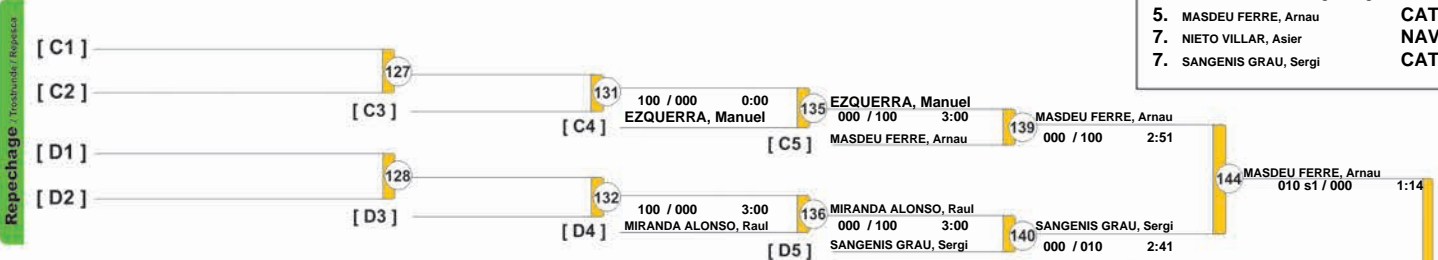 5. MASDEU FERRE, Arnau CAT
7. NIETO VILLAR, Asier NAV
7. SANGENIS GRAU, Sergi CAT
Repechage / Trostrunde / Repesca
[ C1 ]
[ C2 ]
127
[ C3 ]
131
[ C4 ]
100 / 000 0:00
EZQUERRA, Manuel
135
[ C5 ]
EZQUERRA, Manuel
000 / 100 3:00
MASDEU FERRE, Arnau
139
MASDEU FERRE, Arnau
000 / 100 2:51
144
MASDEU FERRE, Arnau
010 s1 / 000 1:14
[ D1 ]
[ D2 ]
128
[ D3 ]
132
[ D4 ]
100 / 000 3:00
MIRANDA ALONSO, Raul
136
[ D5 ]
MIRANDA ALONSO, Raul
000 / 100 3:00
SANGENIS GRAU, Sergi
140
SANGENIS GRAU, Sergi
000 / 010 2:41